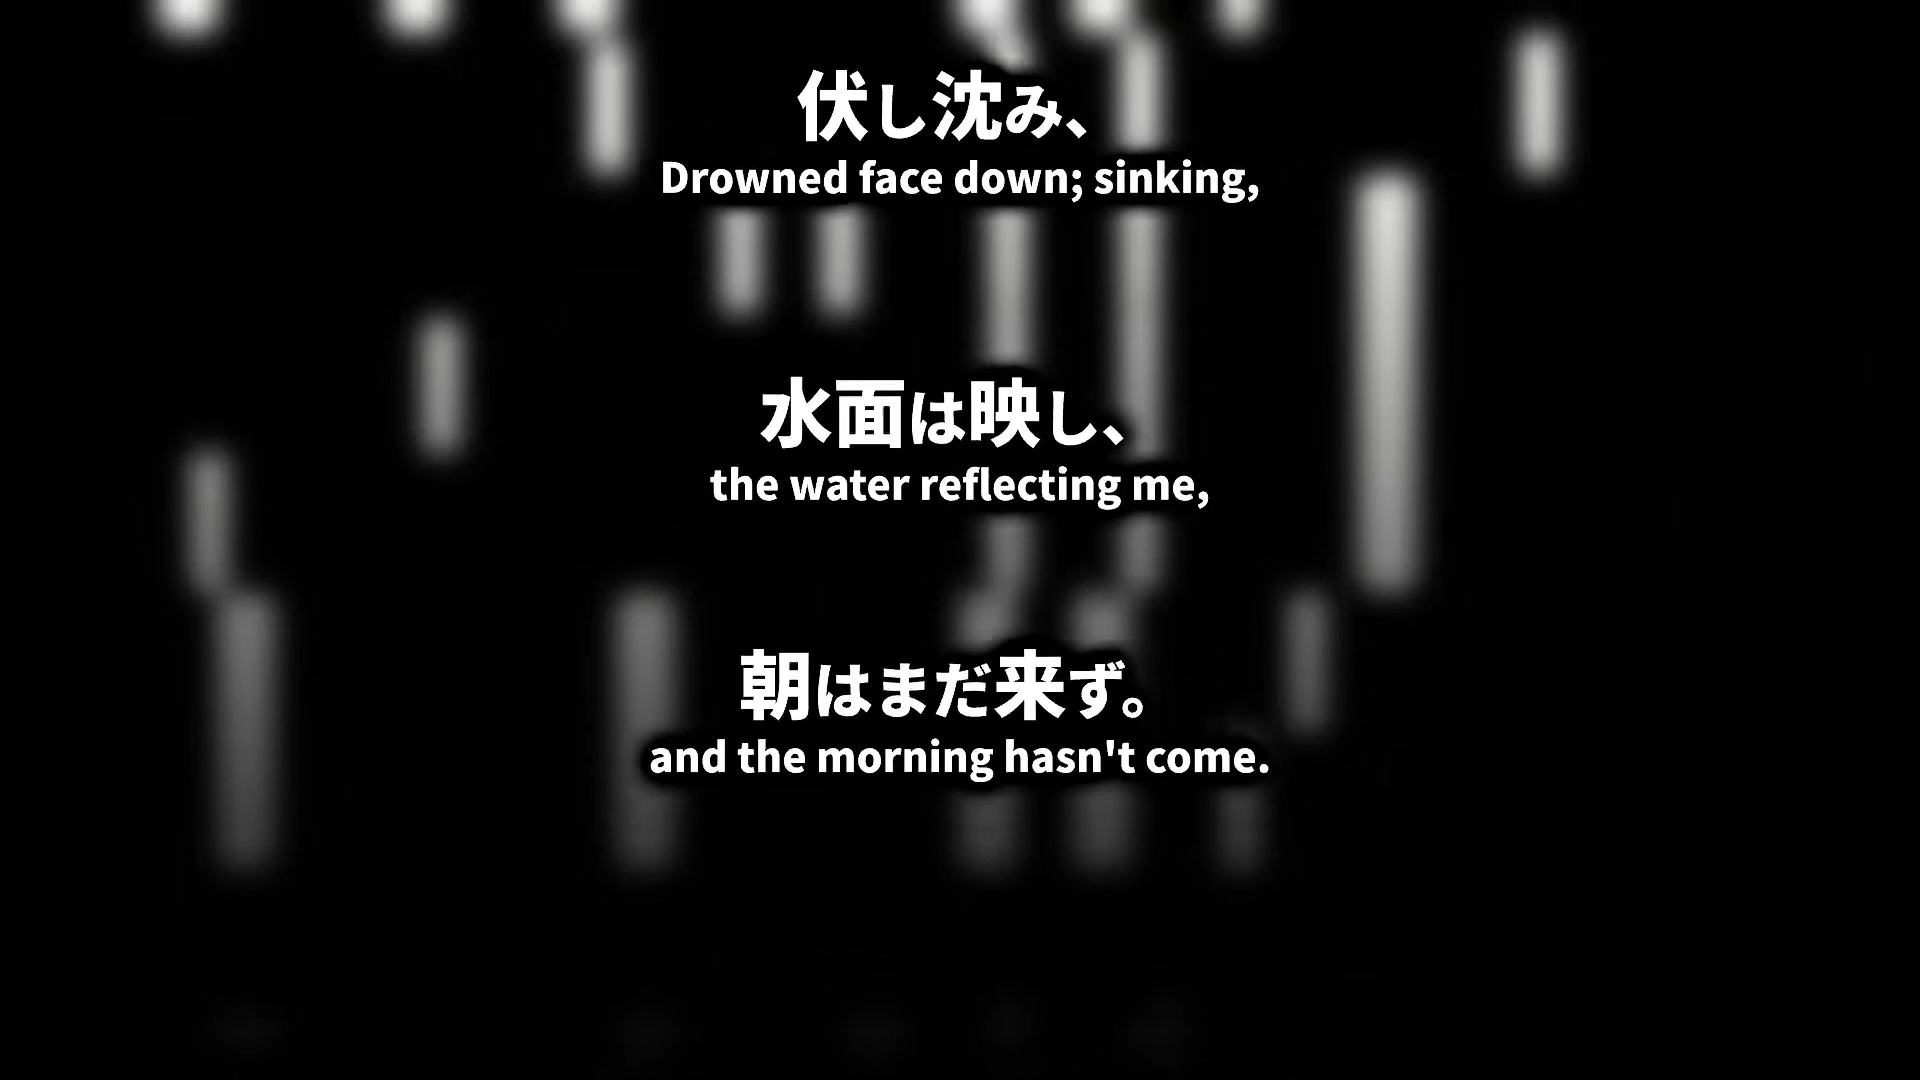 伏し沈み、
Drowned face down; sinking,
水面は映し、
the water reflecting me,
朝はまだ来ず。
and the morning hasn't come.